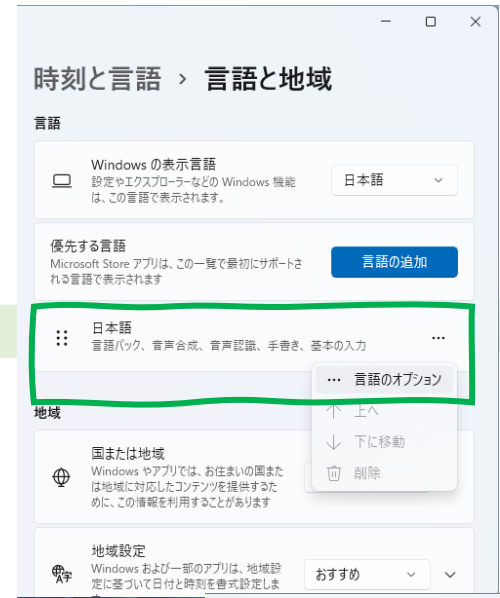 時刻と言語 › 言語と地域
言語
Windows の表示言語
設定やエクスプローラーなどの Windows 機能
は、この言語で表示されます。
日本語
優先する言語
Microsoft Store アプリは、この一覧で最初にサポートさ
れる言語で表示されます
言語の追加
日本語
言語パック、音声合成、音声認識、手書き、基本の入力
言語のオプション
上へ
下に移動
削除
地域
国または地域
Windows やアプリでは、お住まいの国また
は地域に対応したコンテンツを提供するた
めに、この情報を利用することがあります
地域設定
Windows および一部のアプリは、地域設
定に基づいて日付と時刻を書式設定しま
おすすめ